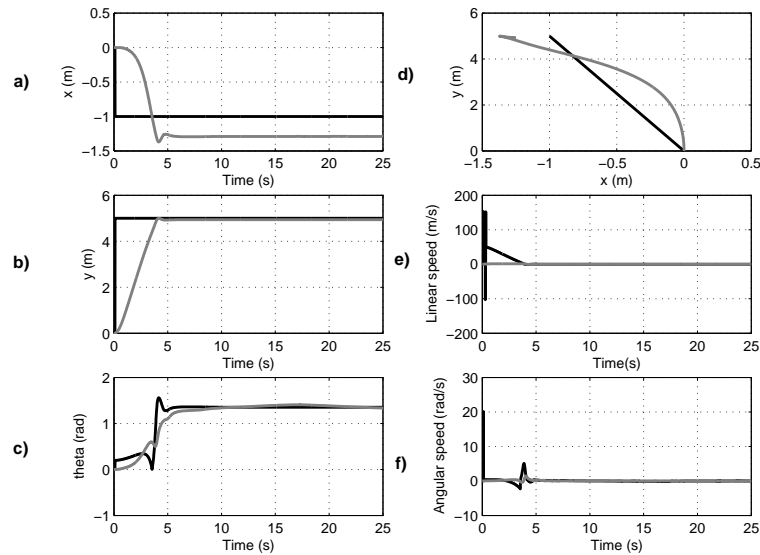 a)
x (m)
0.5
0
−0.5
−1
−1.5
0 5 10 15 20 25
Time (s)
b)
y (m)
6
4
2
0
0 5 10 15 20 25
Time (s)
c)
theta (rad)
2
1
0
−1
0 5 10 15 20 25
Time (s)
d)
y (m)
6
4
2
0
−1.5 −1 −0.5 0 0.5
x (m)
e)
Linear speed (m/s)
200
100
0
−100
−200
0 5 10 15 20 25
Time(s)
f)
Angular speed (rad/s)
30
20
10
0
−10
0 5 10 15 20 25
Time (s)